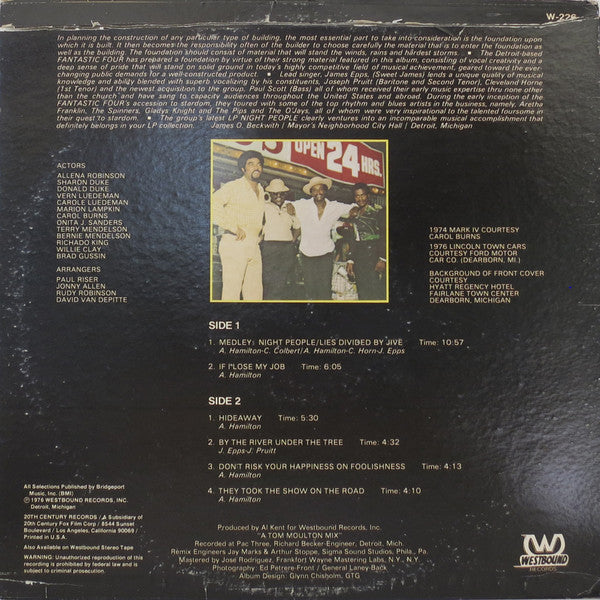 W-226
In planning the construction of any particular type of building, the most essential part to take into consideration is the foundation upon
which it is built. It then becomes the responsibility often of the builder to choose carefully the material that is to enter the foundation as
well as the building. The foundation should consist of material that will stand the winds, rains and hardest storms... • The Detroit-based
FANTASTIC FOUR has prepared a foundation by virtue of their strong material featured in this album, consisting of vocal creativity and a
deep sense of pride that will stand on solid ground in today's highly competitive field of musical achievement, geared toward the ever-
changing public demands for a well-constructed product. • Lead singer, James Epps, (Sweet James) lends a unique quality of musical
knowledge and ability blended with superb vocalizing by his constituents, Joseph Pruitt (Baritone and Second Tenor), Cleveland Horne
(1st Tenor) and the newest acquisition to the group, Paul Scott (Bass) all of whom received their early music expertise thru none other
than the church and have sang to capacity audiences throughout the United States and abroad. During the early inception of the
FANTASTIC FOUR's accession to stardom, they toured with some of the top rhythm and blues artists in the business, namely, Aretha
Franklin, The Spinners, Gladys Knight and The Pips and The O'Jays, all of whom were very inspirational to the talented foursome in
their quest to stardom. • The group's latest LP NIGHT PEOPLE clearly ventures into an incomparable musical accomplishment that
definitely belongs in your LP collection. James O. Beckwith / Mayor's Neighborhood City Hall / Detroit, Michigan
OPEN 24 HRS.
ACTORS
ALLENA ROBINSON
SHARON DUKE
DONALD DUKE
VERN LUEDEMAN
CAROLE LUEDEMAN
MARION LAMPKIN
CAROL BURNS
ONITA J. SANDERS
TERRY MENDELSON
BERNIE MENDELSON
RICHADO KING
WILLIE CLAY
BRAD GUSSIN
ARRANGERS
PAUL RISER
JONNY ALLEN
RUDY ROBINSON
DAVID VAN DEPITTE
1974 MARK IV COURTESY
CAROL BURNS
1976 LINCOLN TOWN CARS
COURTESY FORD MOTOR
CAR CO. (DEARBORN, MI.)
BACKGROUND OF FRONT COVER
COURTESY
HYATT REGENCY HOTEL
FAIRLANE TOWN CENTER
DEARBORN, MICHIGAN
SIDE 1
1. MEDLEY: NIGHT PEOPLE/LIES DIVIDED BY JIVE Time: 10:57
A. Hamilton-C. Colbert/A. Hamilton-C. Horn-J. Epps
2. IF I LOSE MY JOB Time: 6:05
A. Hamilton
SIDE 2
1. HIDEAWAY Time: 5:30
A. Hamilton
2. BY THE RIVER UNDER THE TREE Time: 4:32
J. Epps-J. Pruitt
3. DON'T RISK YOUR HAPPINESS ON FOOLISHNESS Time: 4:13
A. Hamilton
4. THEY TOOK THE SHOW ON THE ROAD Time: 4:10
A. Hamilton
All Selections Published by Bridgeport
Music, Inc. (BMI)
℗ 1976 WESTBOUND RECORDS, INC.
Detroit, Michigan
20TH CENTURY RECORDS / A Subsidiary of
20th Century Fox Film Corp / 8544 Sunset
Boulevard / Los Angeles, California 90069 /
Printed in U.S.A.
Also Available on Westbound Stereo Tape
WARNING: Unauthorized reproduction of this
recording is prohibited by federal law and is
subject to criminal prosecution.
Produced by Al Kent for Westbound Records, Inc.
"A TOM MOULTON MIX"
Recorded at Pac Three, Richard Becker-Engineer, Detroit, Mich.
Remix Engineers Jay Marks & Arthur Stoppe, Sigma Sound Studios, Phila., Pa.
Mastered by Jose Rodriguez, Frankfort Wayne Mastering Labs, N.Y., N.Y.
Photography: Ed Petrere-Front / General Laney-Back
Album Design: Glynn Chisholm, GTG
W
WESTBOUND
RECORDS